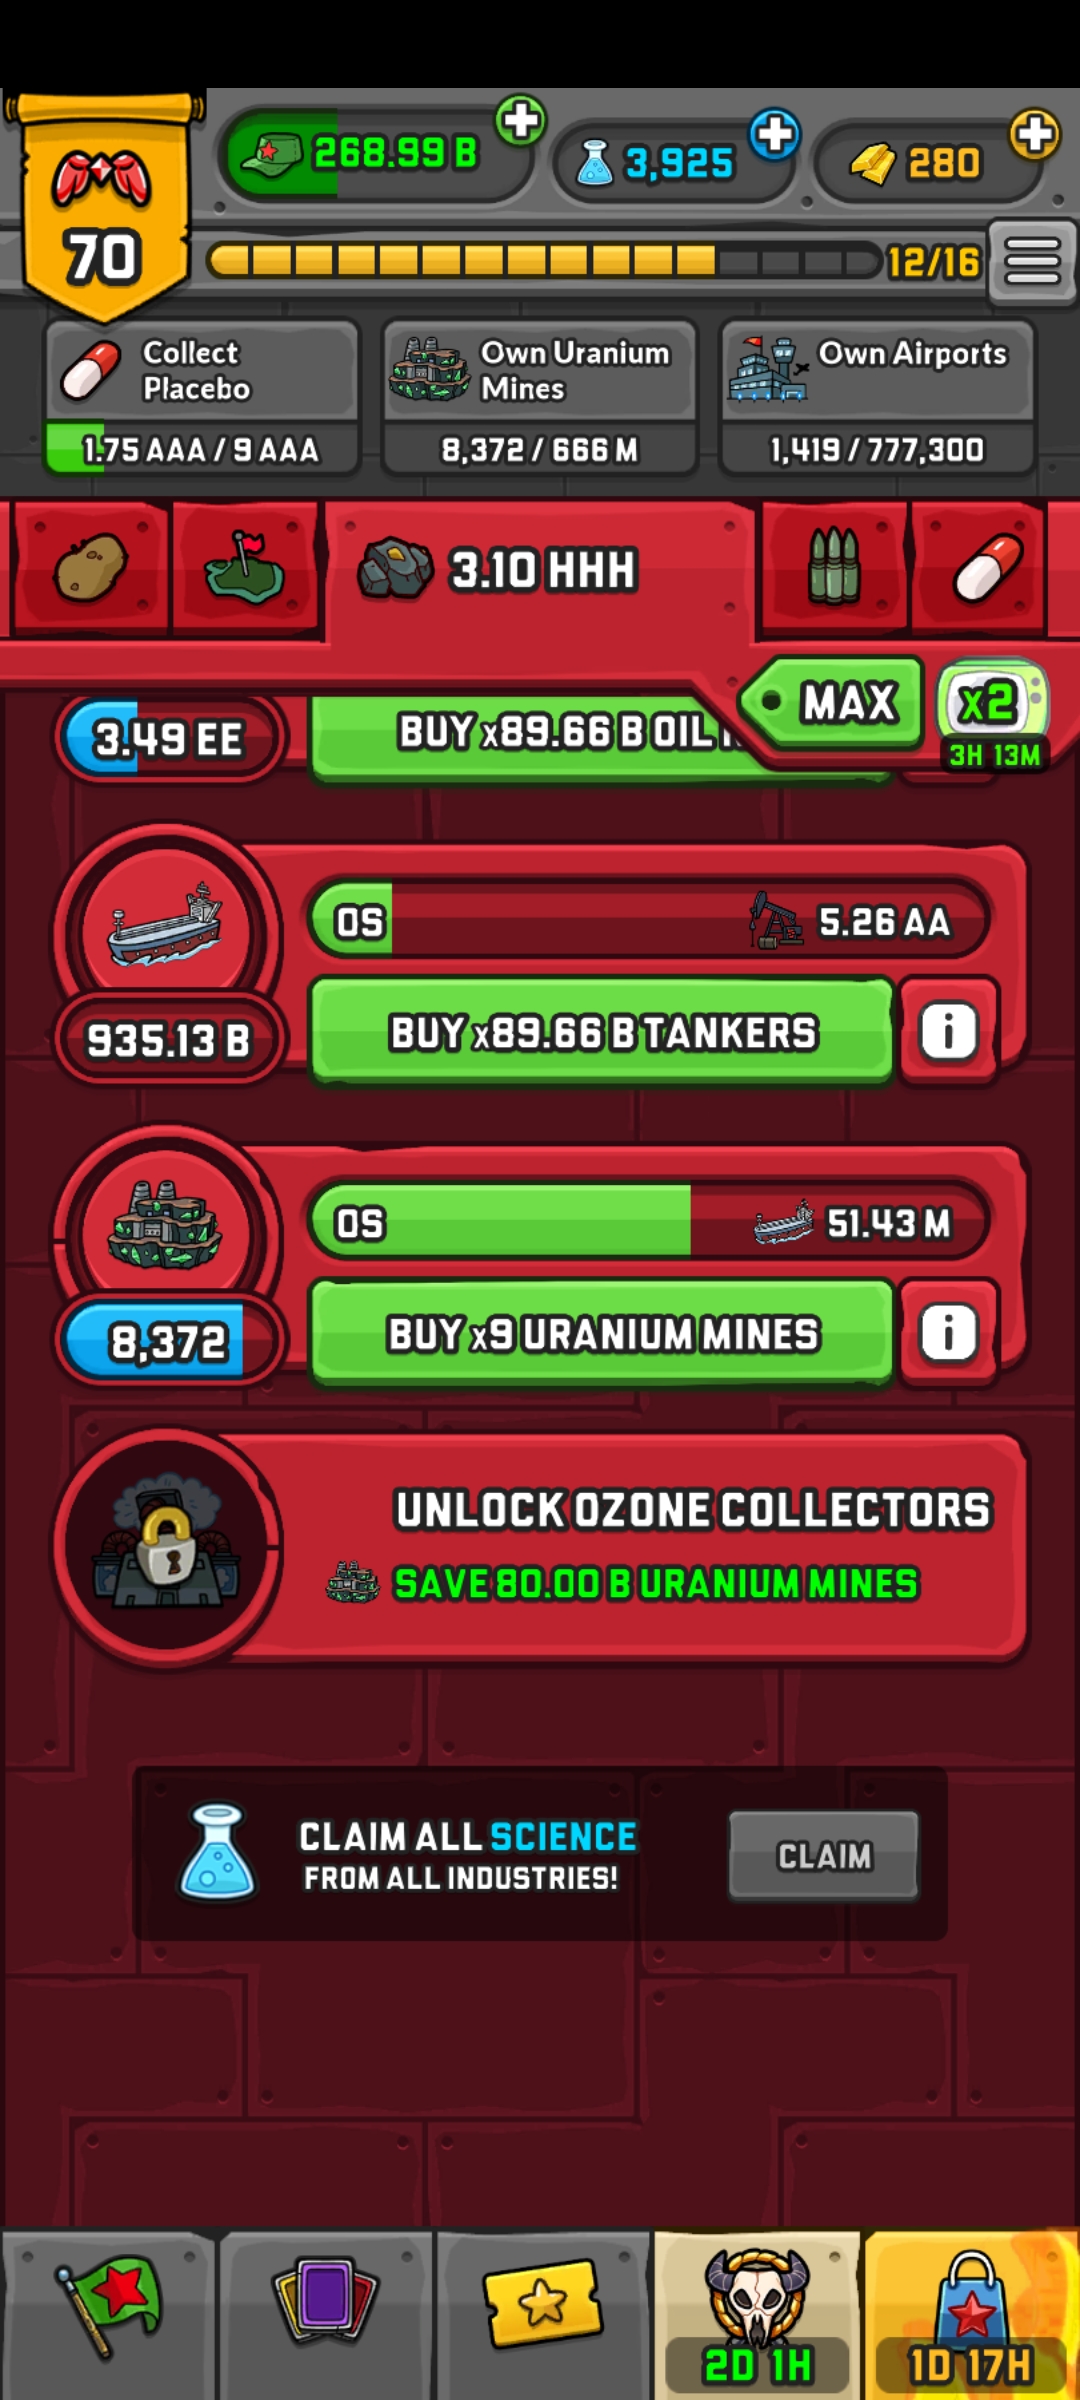 268.99 B
3,925
280
70
12/16
Collect
Placebo
Own Uranium
Mines
Own Airports
1.75 AAA / 9 AAA
8,372 / 666 M
1,419 / 777,300
3.10 HHH
MAX
x2
3H 13M
3.49 EE
BUY x89.66 B OIL
0S
5.26 AA
935.13 B
BUY x89.66 B TANKERS
i
0S
51.43 M
8,372
BUY x9 URANIUM MINES
i
UNLOCK OZONE COLLECTORS
SAVE 80.00 B URANIUM MINES
CLAIM ALL SCIENCE
FROM ALL INDUSTRIES!
CLAIM
2D 1H
1D 17H